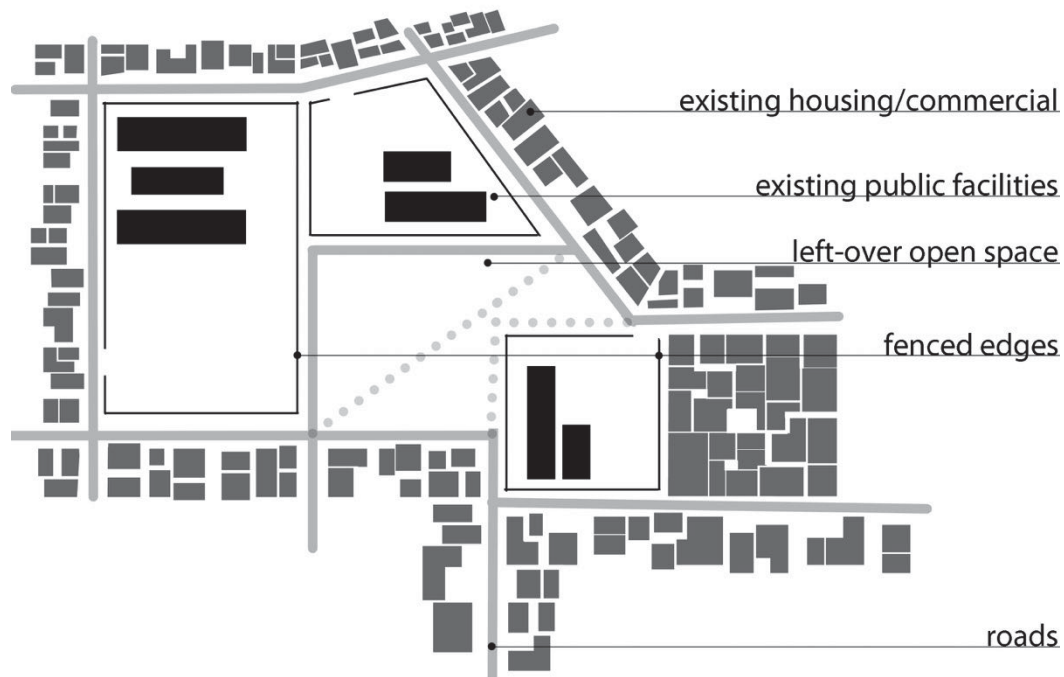 existing housing/commercial
existing public facilities
left-over open space
fenced edges
roads